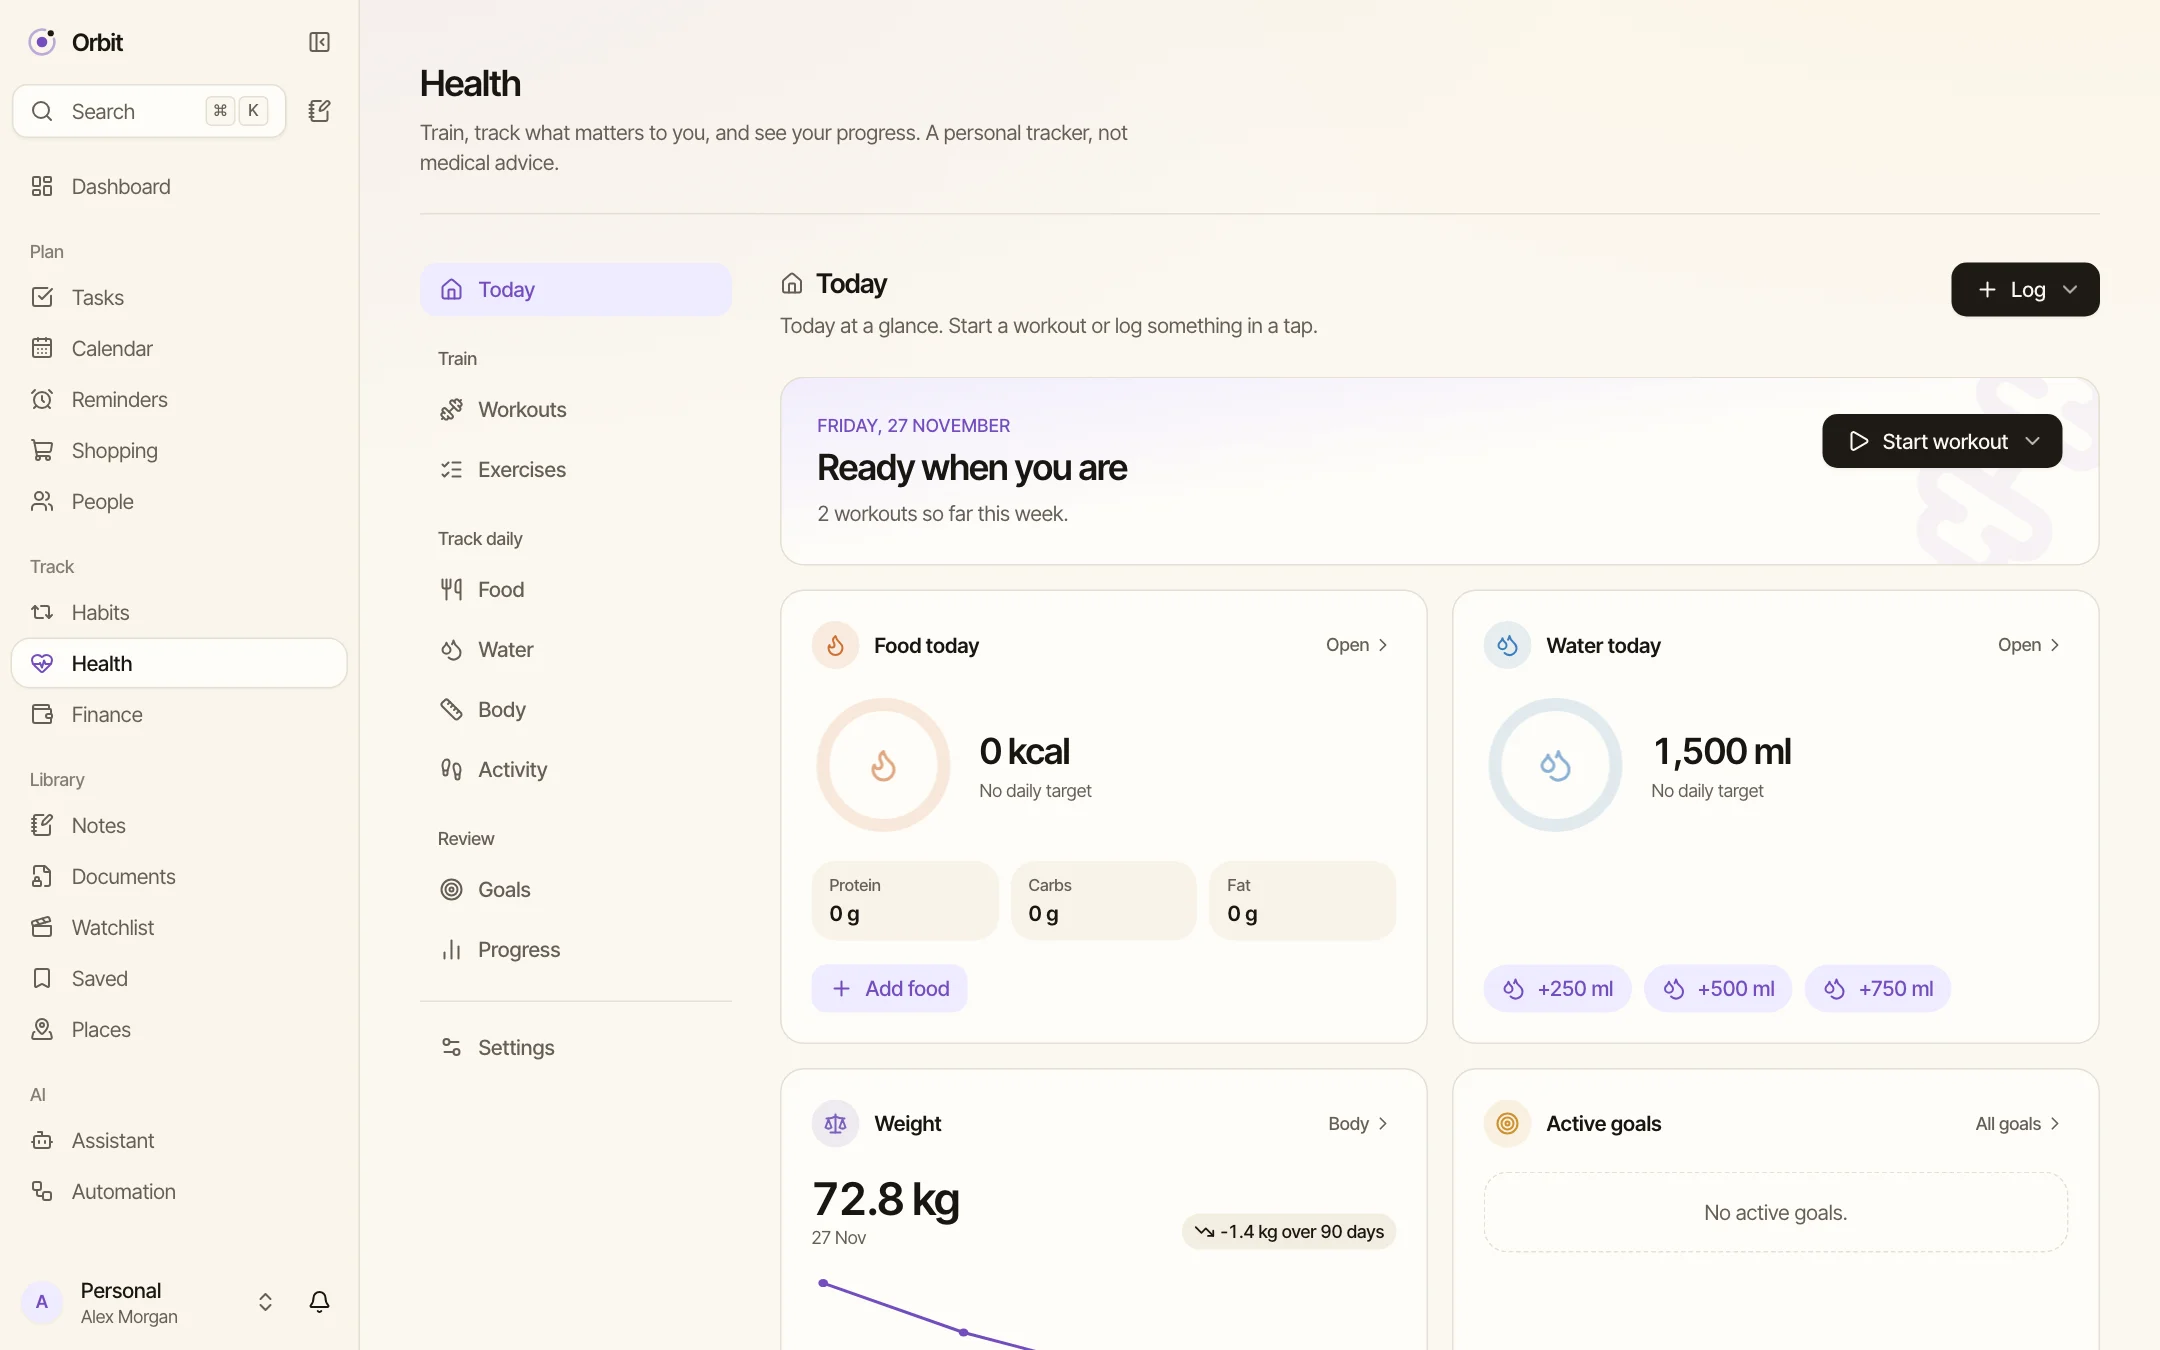 Orbit
Search ⌘ K
Dashboard
Plan
Tasks
Calendar
Reminders
Shopping
People
Track
Habits
Health
Finance
Library
Notes
Documents
Watchlist
Saved
Places
AI
Assistant
Automation
A
Personal
Alex Morgan
Health
Train, track what matters to you, and see your progress. A personal tracker, not
medical advice.
Today
Train
Workouts
Exercises
Track daily
Food
Water
Body
Activity
Review
Goals
Progress
Settings
Today
Today at a glance. Start a workout or log something in a tap.
Log
FRIDAY, 27 NOVEMBER
Ready when you are
2 workouts so far this week.
Start workout
Food today
Open
0 kcal
No daily target
Protein
0 g
Carbs
0 g
Fat
0 g
Add food
Water today
Open
1,500 ml
No daily target
+250 ml
+500 ml
+750 ml
Weight
Body
72.8 kg
27 Nov
-1.4 kg over 90 days
Active goals
All goals
No active goals.